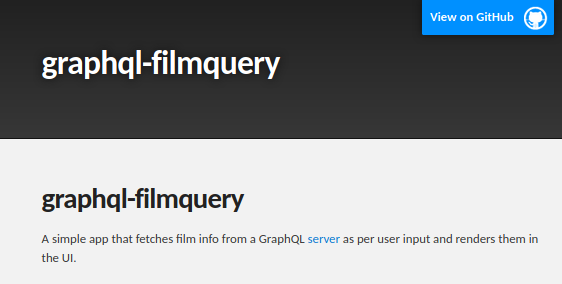 View on GitHub
graphql-filmquery
graphql-filmquery
A simple app that fetches film info from a GraphQL server as per user input and renders them in
the UI.